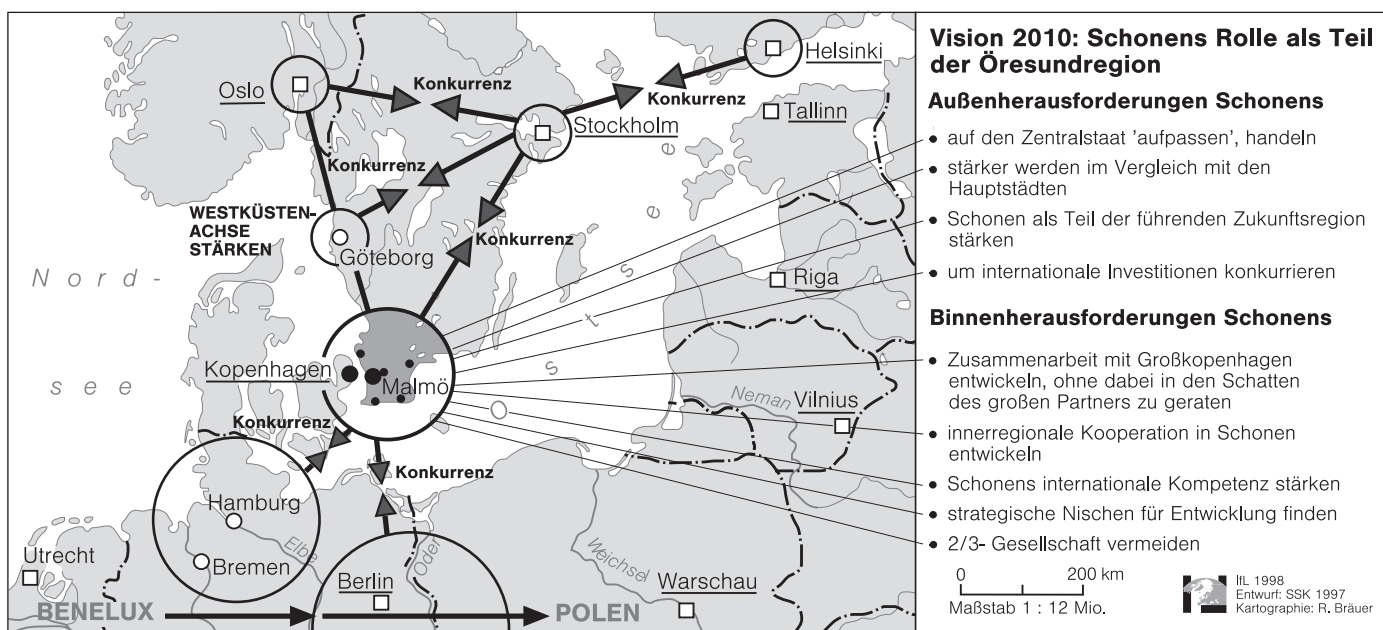 Vision 2010: Schonens Rolle als Teil
der Öresundregion
Außenherausforderungen Schonens
• auf den Zentralstaat 'aufpassen', handeln
• stärker werden im Vergleich mit den
Hauptstädten
• Schonen als Teil der führenden Zukunftsregion
stärken
• um internationale Investitionen konkurrieren
Binnenherausforderungen Schonens
• Zusammenarbeit mit Großkopenhagen
entwickeln, ohne dabei in den Schatten
des großen Partners zu geraten
• innerregionale Kooperation in Schonen
entwickeln
• Schonens internationale Kompetenz stärken
• strategische Nischen für Entwicklung finden
• 2/3- Gesellschaft vermeiden
0 200 km
Maßstab 1 : 12 Mio.
IfL 1998
Entwurf: SSK 1997
Kartographie: R. Bräuer
Helsinki
Oslo
Konkurrenz
Konkurrenz
Tallinn
Stockholm
Konkurrenz
WESTKÜSTEN-
ACHSE
STÄRKEN
Konkurrenz
Göteborg
Nord-
see
Ostsee
Riga
Kopenhagen
Malmö
Neman
Vilnius
Konkurrenz
Konkurrenz
Hamburg
Elbe
Oder
Weichsel
Utrecht
Bremen
Berlin
Warschau
BENELUX
POLEN